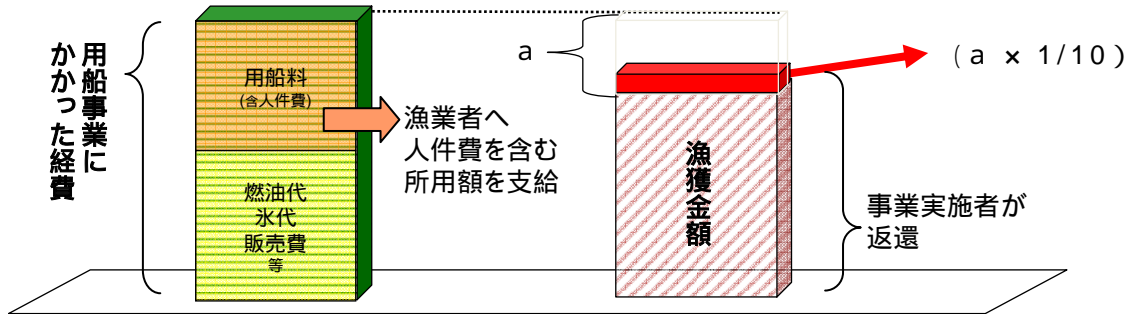 用船事業に
かかった経費
用船料
(含人件費)
燃油代
氷代
販売費
等
漁業者へ
人件費を含む
所用額を支給
a
漁獲金額
(a × 1/10)
事業実施者が
返還